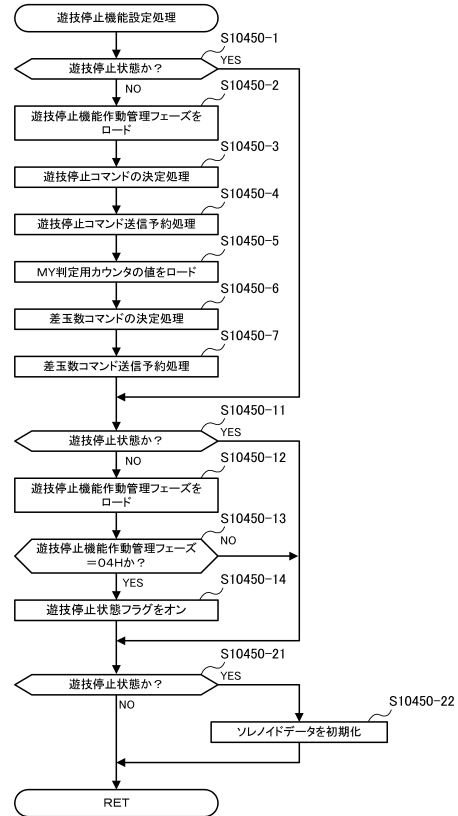 遊技停止機能設定処理
S10450-1
遊技停止状態か？
YES
NO
S10450-2
遊技停止機能作動管理フェーズを
ロード
S10450-3
遊技停止コマンドの決定処理
S10450-4
遊技停止コマンド送信予約処理
S10450-5
MY判定用カウンタの値をロード
S10450-6
差玉数コマンドの決定処理
S10450-7
差玉数コマンド送信予約処理
S10450-11
遊技停止状態か？
YES
NO
S10450-12
遊技停止機能作動管理フェーズを
ロード
S10450-13
遊技停止機能作動管理フェーズ
＝04Hか？
NO
YES
S10450-14
遊技停止状態フラグをオン
S10450-21
遊技停止状態か？
YES
NO
S10450-22
ソレノイドデータを初期化
RET